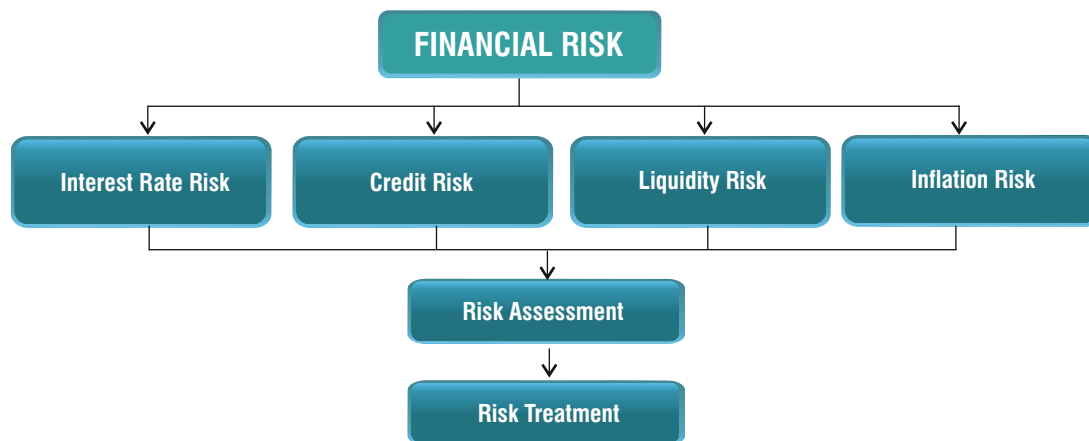 FINANCIAL RISK
Interest Rate Risk
Credit Risk
Liquidity Risk
Inflation Risk
Risk Assessment
Risk Treatment